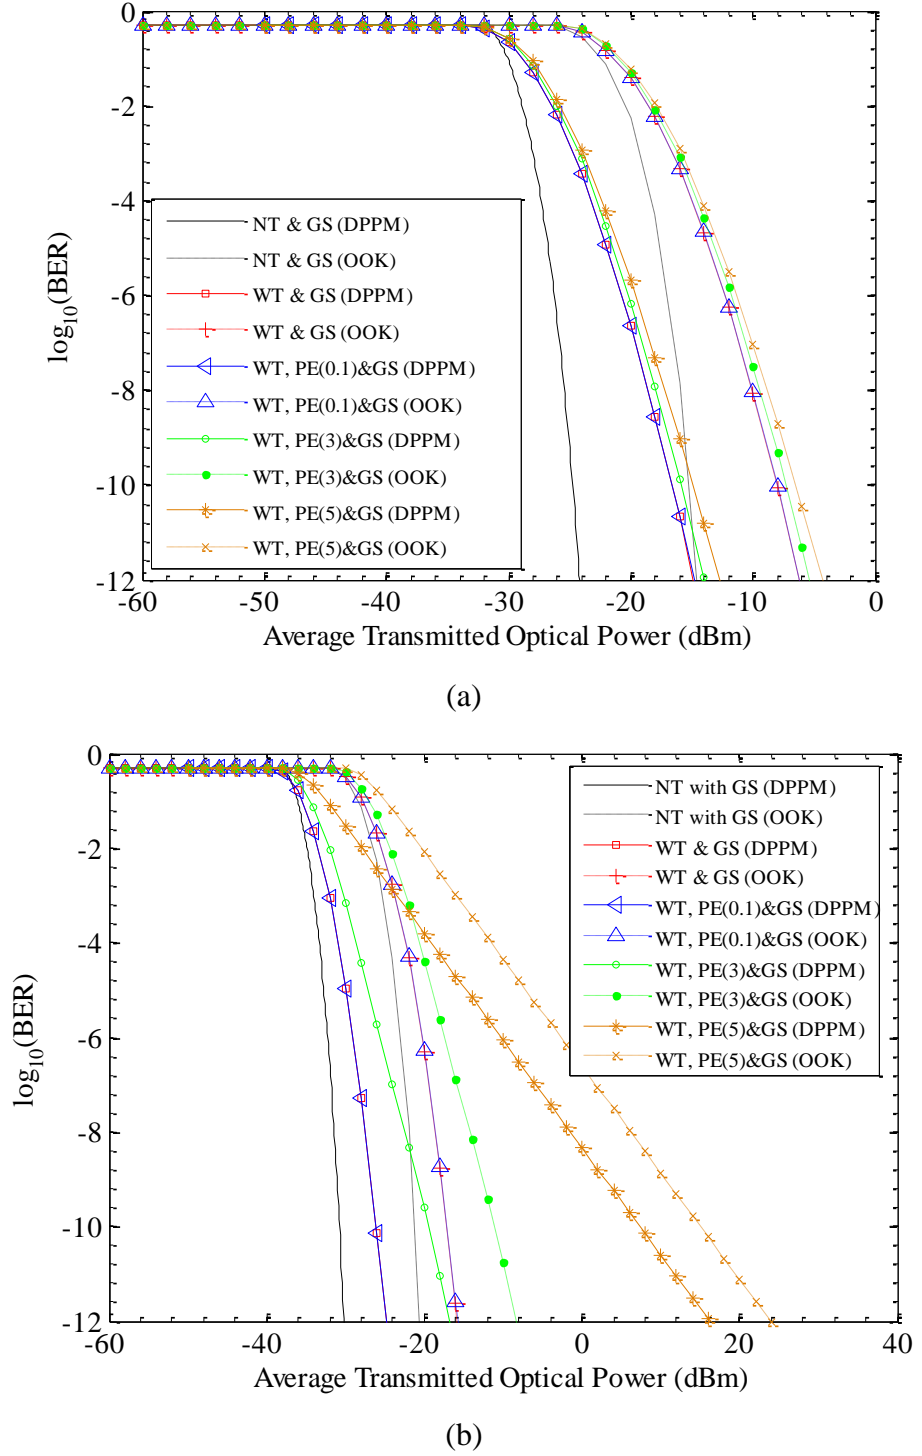 0
-2
-4
-6
-8
-10
-12
log10(BER)
NT & GS (DPPM)
NT & GS (OOK)
WT & GS (DPPM)
WT & GS (OOK)
WT, PE(0.1)&GS (DPPM)
WT, PE(0.1)&GS (OOK)
WT, PE(3)&GS (DPPM)
WT, PE(3)&GS (OOK)
WT, PE(5)&GS (DPPM)
WT, PE(5)&GS (OOK)
-60 -50 -40 -30 -20 -10 0
Average Transmitted Optical Power (dBm)
(a)
0
-2
-4
-6
-8
-10
-12
log10(BER)
NT with GS (DPPM)
NT with GS (OOK)
WT & GS (DPPM)
WT & GS (OOK)
WT, PE(0.1)&GS (DPPM)
WT, PE(0.1)&GS (OOK)
WT, PE(3)&GS (DPPM)
WT, PE(3)&GS (OOK)
WT, PE(5)&GS (DPPM)
WT, PE(5)&GS (OOK)
-60 -40 -20 0 20 40
Average Transmitted Optical Power (dBm)
(b)